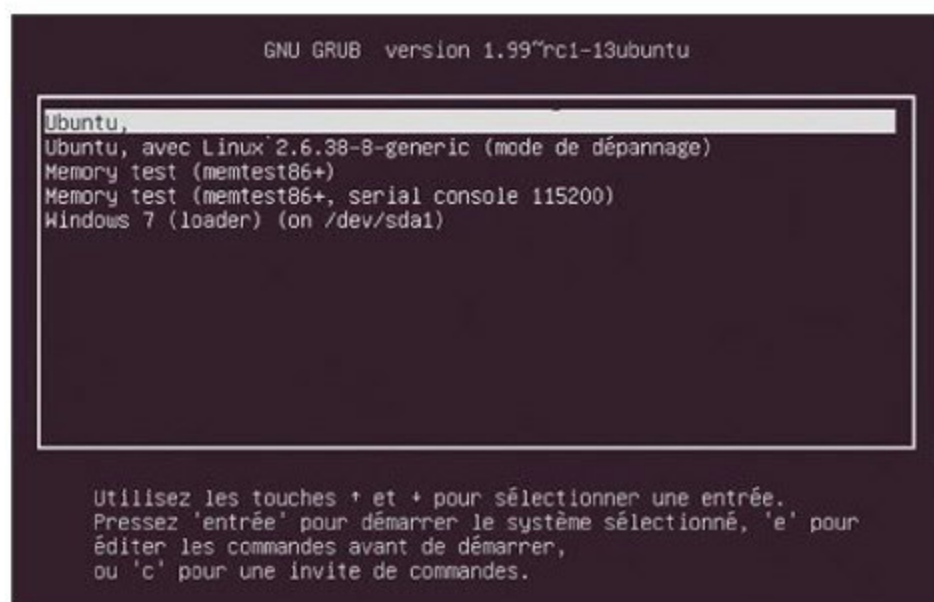 GNU GRUB version 1.99~rc1-13ubuntu
Ubuntu,
Ubuntu, avec Linux 2.6.38-8-generic (mode de dépannage)
Memory test (memtest86+)
Memory test (memtest86+, serial console 115200)
Windows 7 (loader) (on /dev/sda1)
Utilisez les touches ↑ et ↓ pour sélectionner une entrée.
Pressez 'entrée' pour démarrer le système sélectionné, 'e' pour
éditer les commandes avant de démarrer,
ou 'c' pour une invite de commandes.